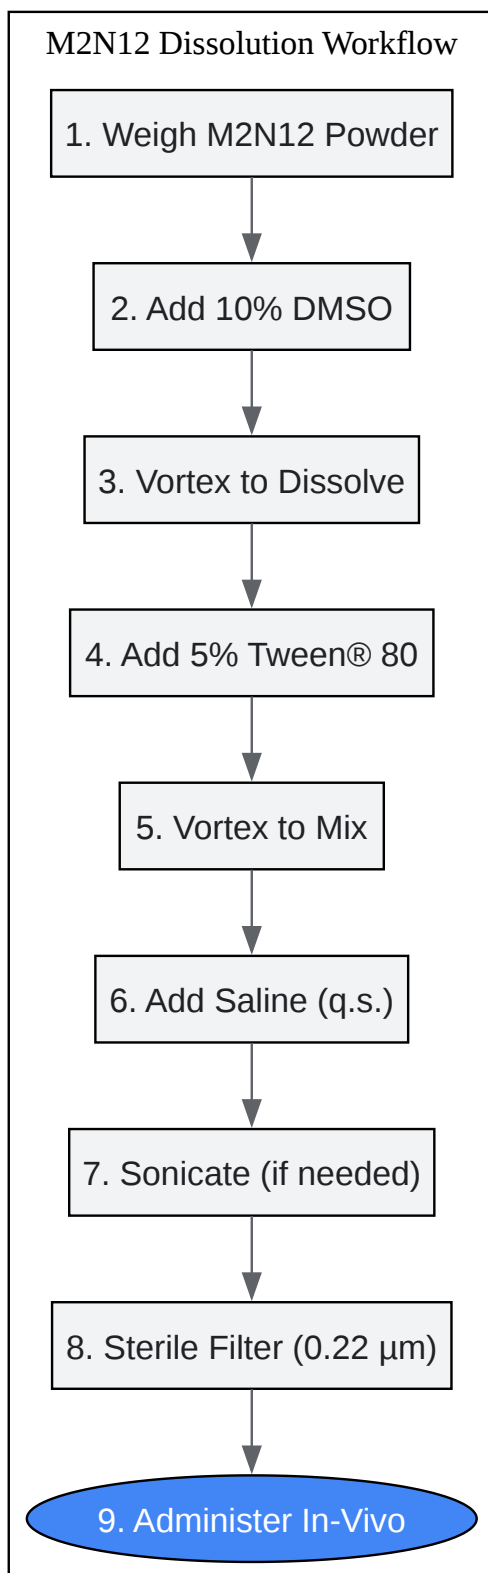 M2N12 Dissolution Workflow
1. Weigh M2N12 Powder
2. Add 10% DMSO
3. Vortex to Dissolve
4. Add 5% Tween® 80
5. Vortex to Mix
6. Add Saline (q.s.)
7. Sonicate (if needed)
8. Sterile Filter (0.22 µm)
9. Administer In-Vivo